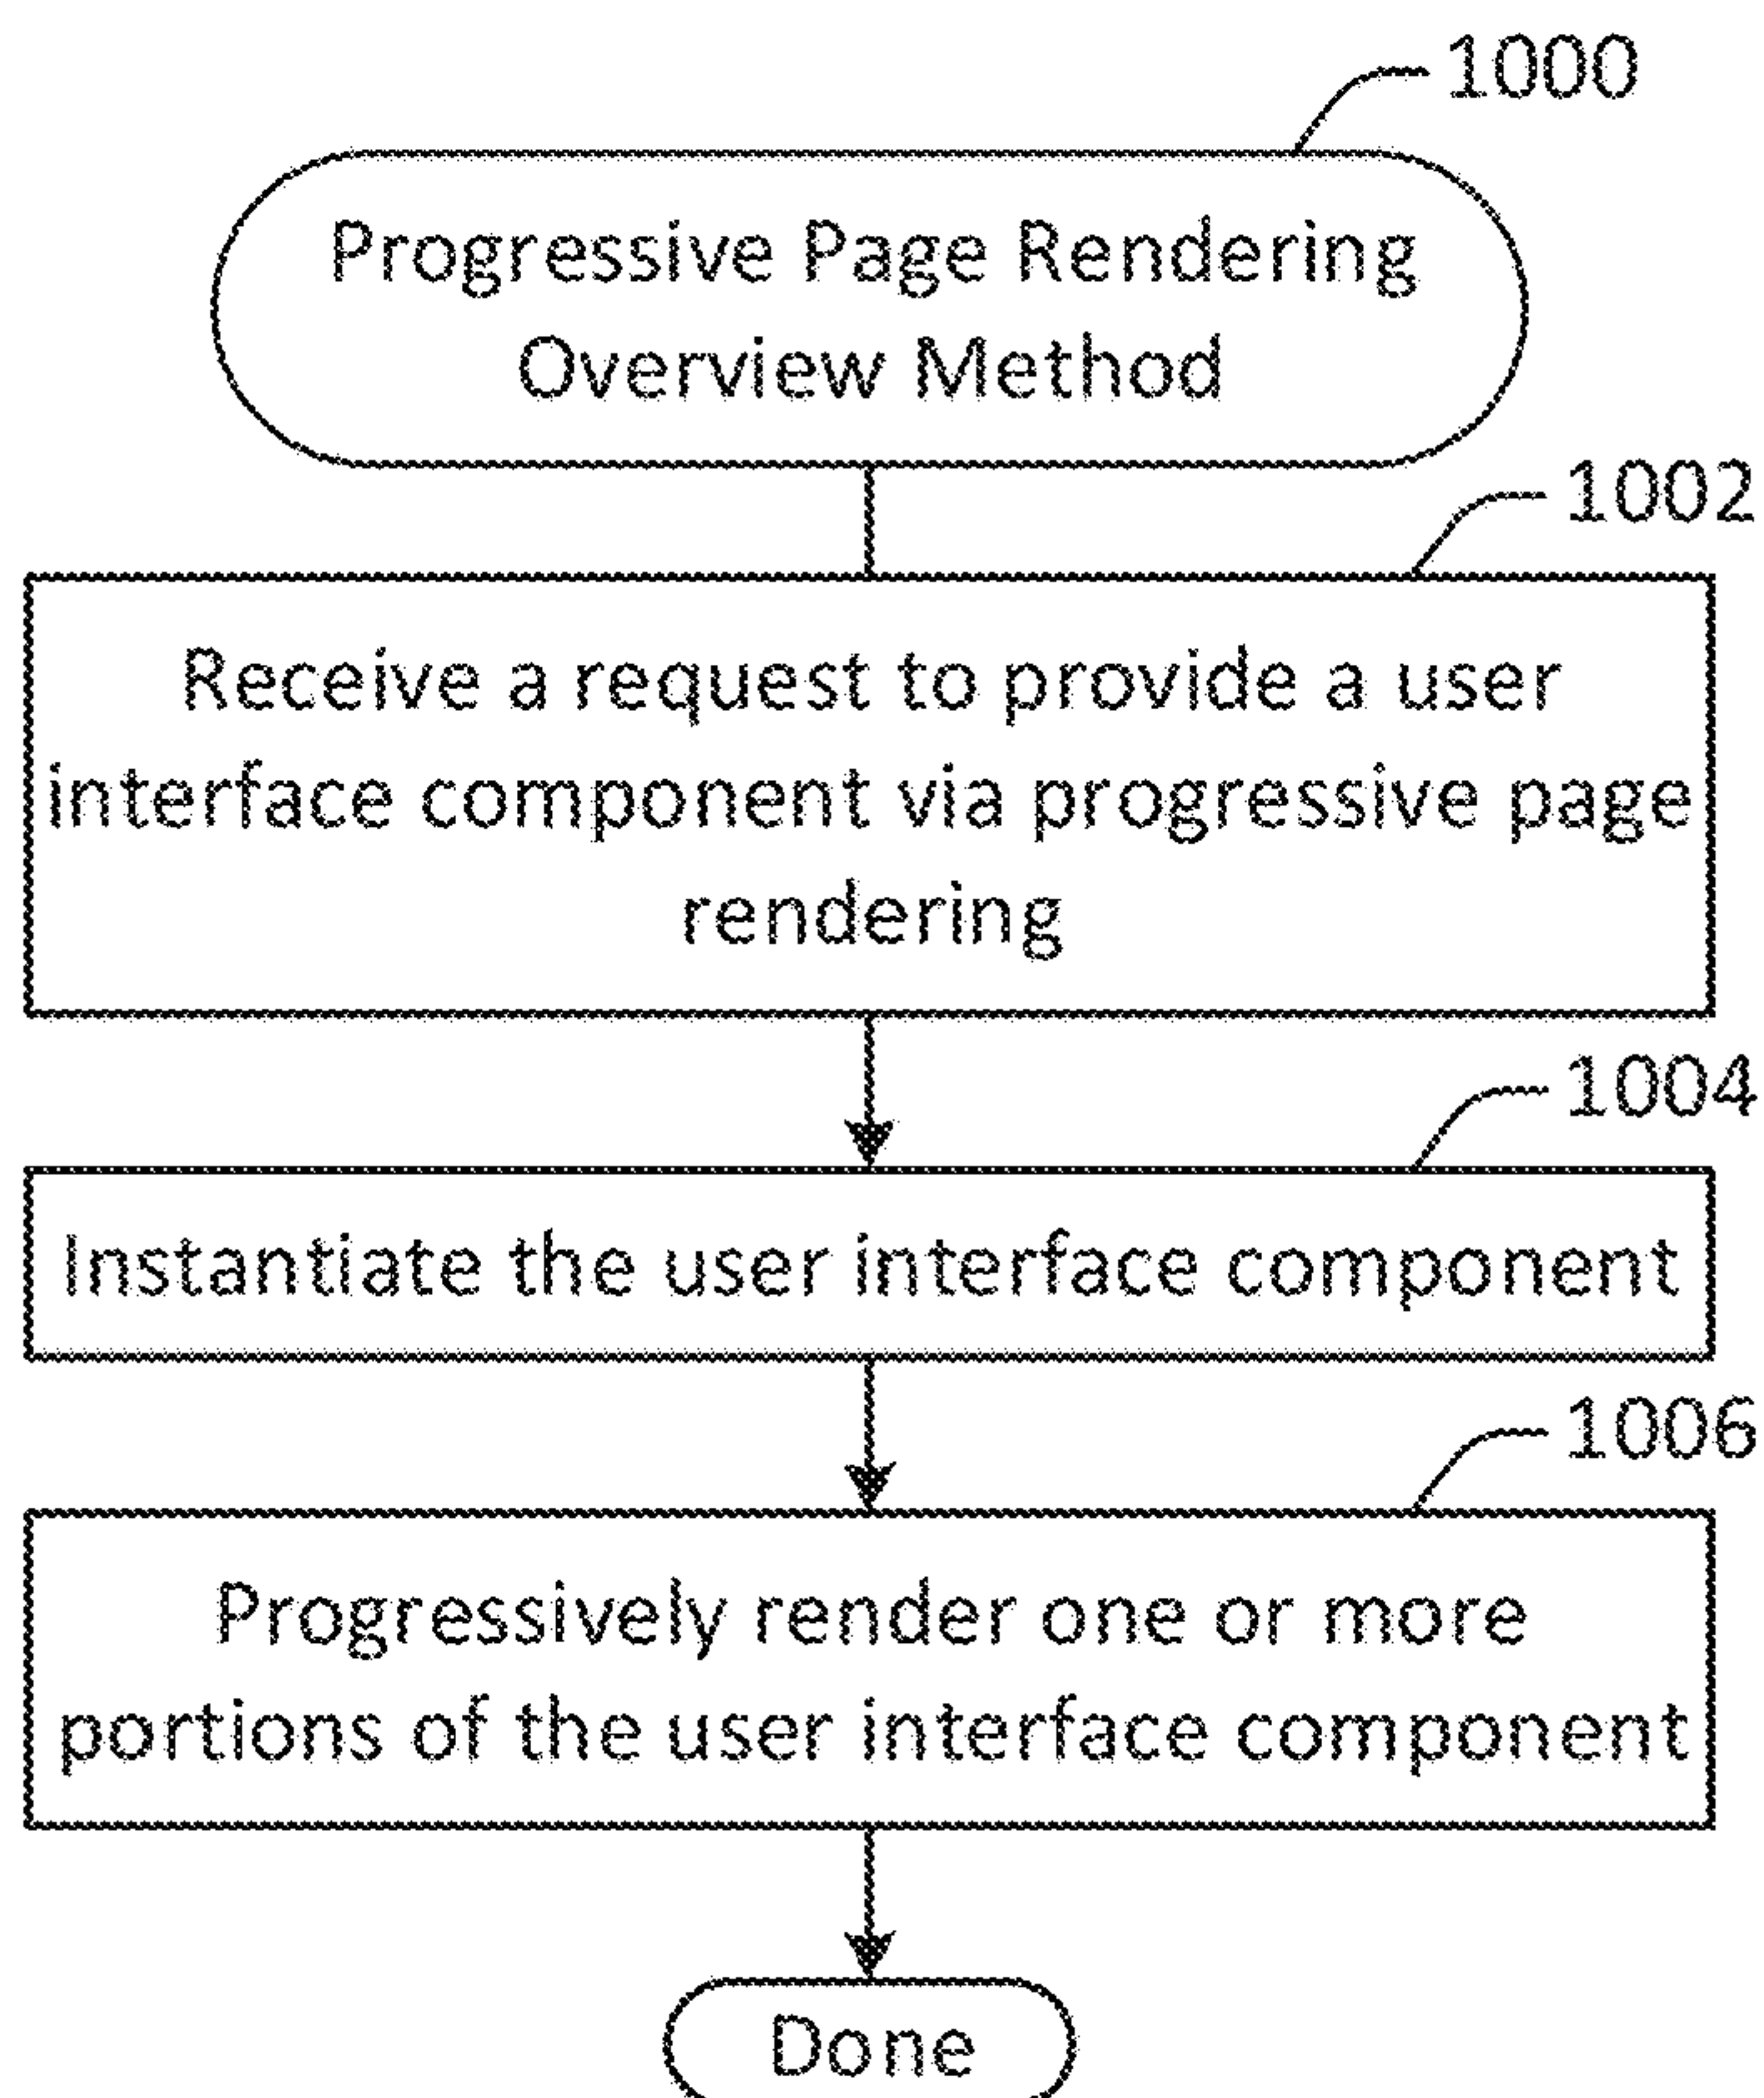 1000
Progressive Page Rendering
Overview Method
1002
Receive a request to provide a user
interface component via progressive page
rendering
1004
Instantiate the user interface component
1006
Progressively render one or more
portions of the user interface component
Done